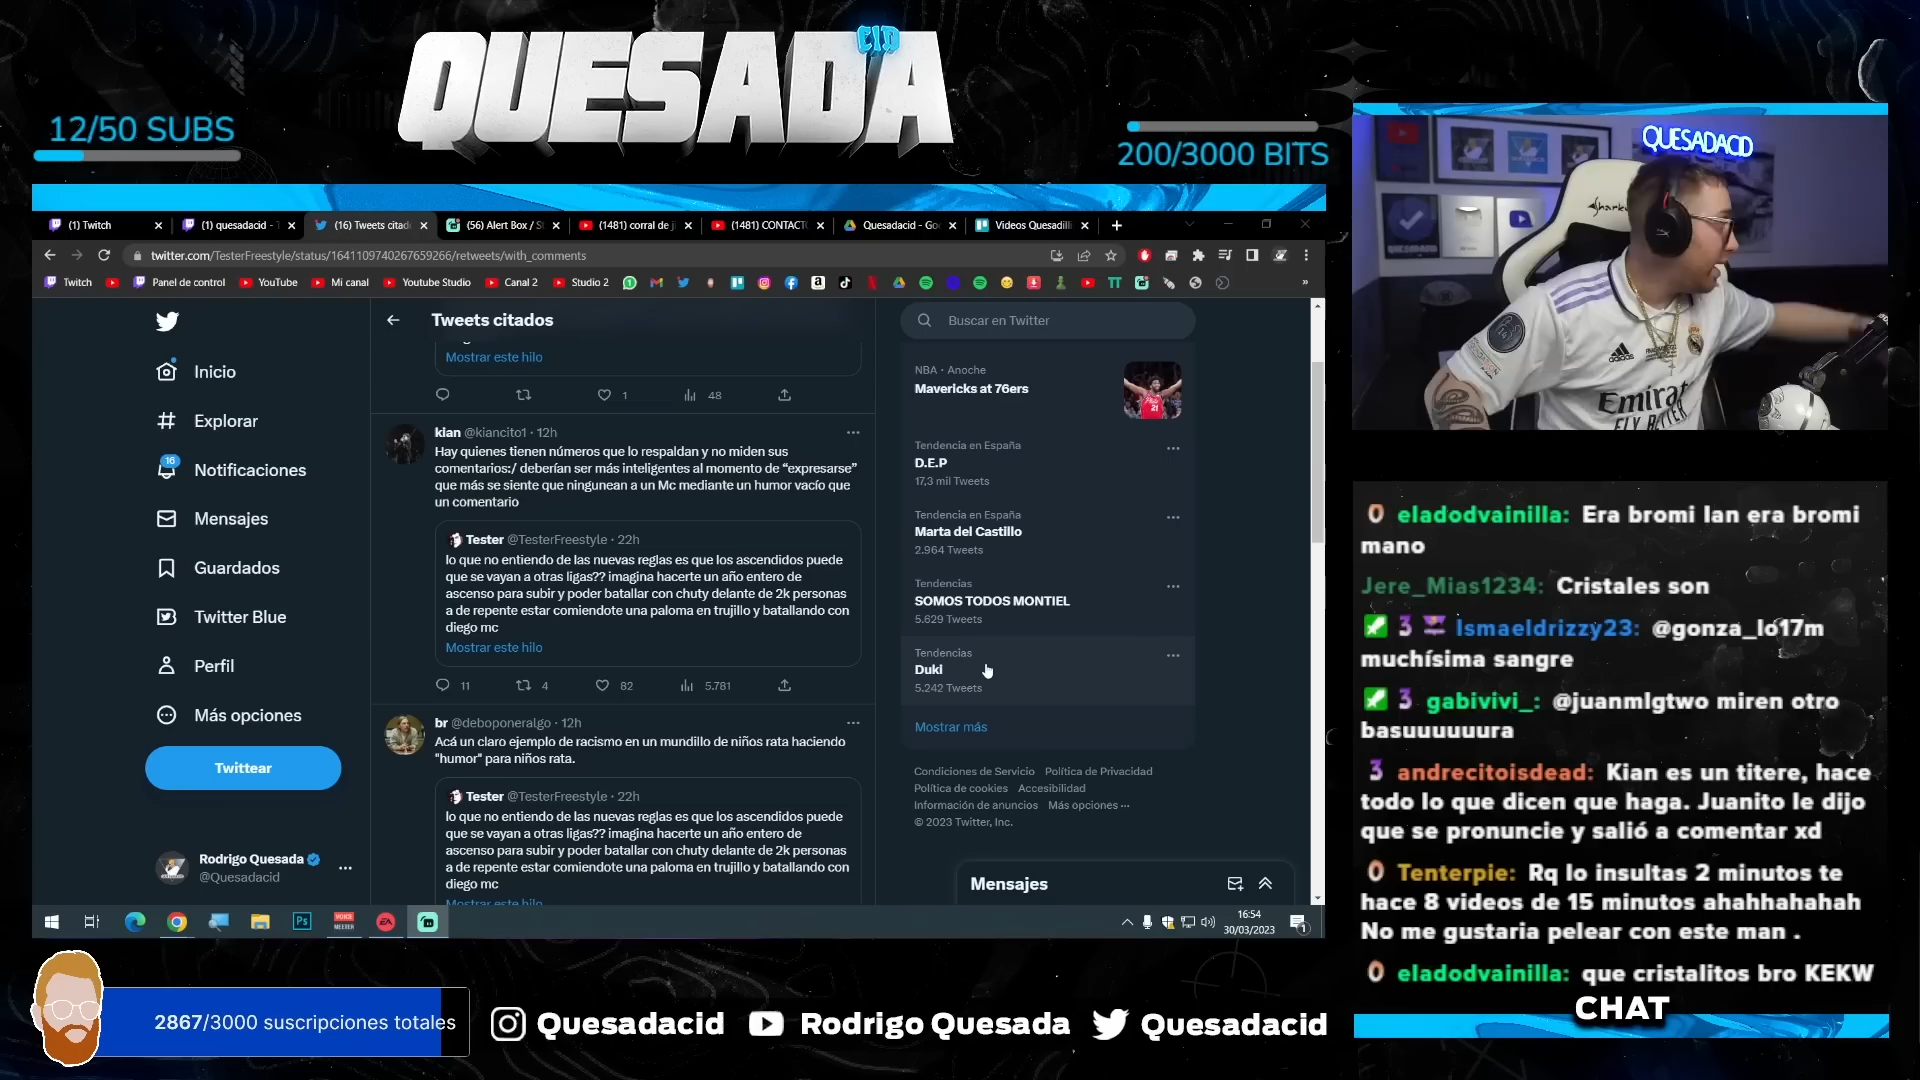 QUESADA
CID
12/50 SUBS
200/3000 BITS
QUESADACID
(1) Twitch
(1) quesadacid - T
(16) Tweets citad
(56) Alert Box / St
(1481) corral de j
(1481) CONTACT
Quesadacid - Goo
Videos Quesadill
twitter.com/TesterFreestyle/status/1641109740267659266/retweets/with_comments
Twitch
Panel de control
YouTube
Mi canal
Youtube Studio
Canal 2
Studio 2
Inicio
Explorar
16
Notificaciones
Mensajes
Guardados
Twitter Blue
Perfil
Más opciones
Twittear
Rodrigo Quesada
@Quesadacid
Tweets citados
Mostrar este hilo
1
48
kian @kiancito1 · 12h
Hay quienes tienen números que lo respaldan y no miden sus
comentarios:/ deberían ser más inteligentes al momento de “expresarse”
que más se siente que ningunean a un Mc mediante un humor vacío que
un comentario
Tester @TesterFreestyle · 22h
lo que no entiendo de las nuevas reglas es que los ascendidos puede
que se vayan a otras ligas?? imagina hacerte un año entero de
ascenso para subir y poder batallar con chuty delante de 2k personas
a de repente estar comiendote una paloma en trujillo y batallando con
diego mc
Mostrar este hilo
11
4
82
5.781
br @deboponeralgo · 12h
Acá un claro ejemplo de racismo en un mundillo de niños rata haciendo
"humor" para niños rata.
Tester @TesterFreestyle · 22h
lo que no entiendo de las nuevas reglas es que los ascendidos puede
que se vayan a otras ligas?? imagina hacerte un año entero de
ascenso para subir y poder batallar con chuty delante de 2k personas
a de repente estar comiendote una paloma en trujillo y batallando con
diego mc
Mostrar este hilo
Buscar en Twitter
NBA · Anoche
Mavericks at 76ers
Tendencia en España
D.E.P
17,3 mil Tweets
Tendencia en España
Marta del Castillo
2.964 Tweets
Tendencias
SOMOS TODOS MONTIEL
5.629 Tweets
Tendencias
Duki
5.242 Tweets
Mostrar más
Condiciones de Servicio Política de Privacidad
Política de cookies Accesibilidad
Información de anuncios Más opciones ···
© 2023 Twitter, Inc.
Mensajes
16:54
30/03/2023
Ps
VOICE
MEETER
EA
adidas
Emirates
FLY BETTER
eladodvainilla: Era bromi lan era bromi
mano
Jere_Mias1234: Cristales son
3 Ismaeldrizzy23: @gonza_lo17m
muchísima sangre
3 gabivivi_: @juanmlgtwo miren otro
basuuuuuura
3 andrecitoisdead: Kian es un titere, hace
todo lo que dicen que haga. Juanito le dijo
que se pronuncie y salió a comentar xd
Tenterpie: Rq lo insultas 2 minutos te
hace 8 videos de 15 minutos ahahhahahah
No me gustaria pelear con este man .
eladodvainilla: que cristalitos bro KEKW
CHAT
2867/3000 suscripciones totales
Quesadacid
Rodrigo Quesada
Quesadacid